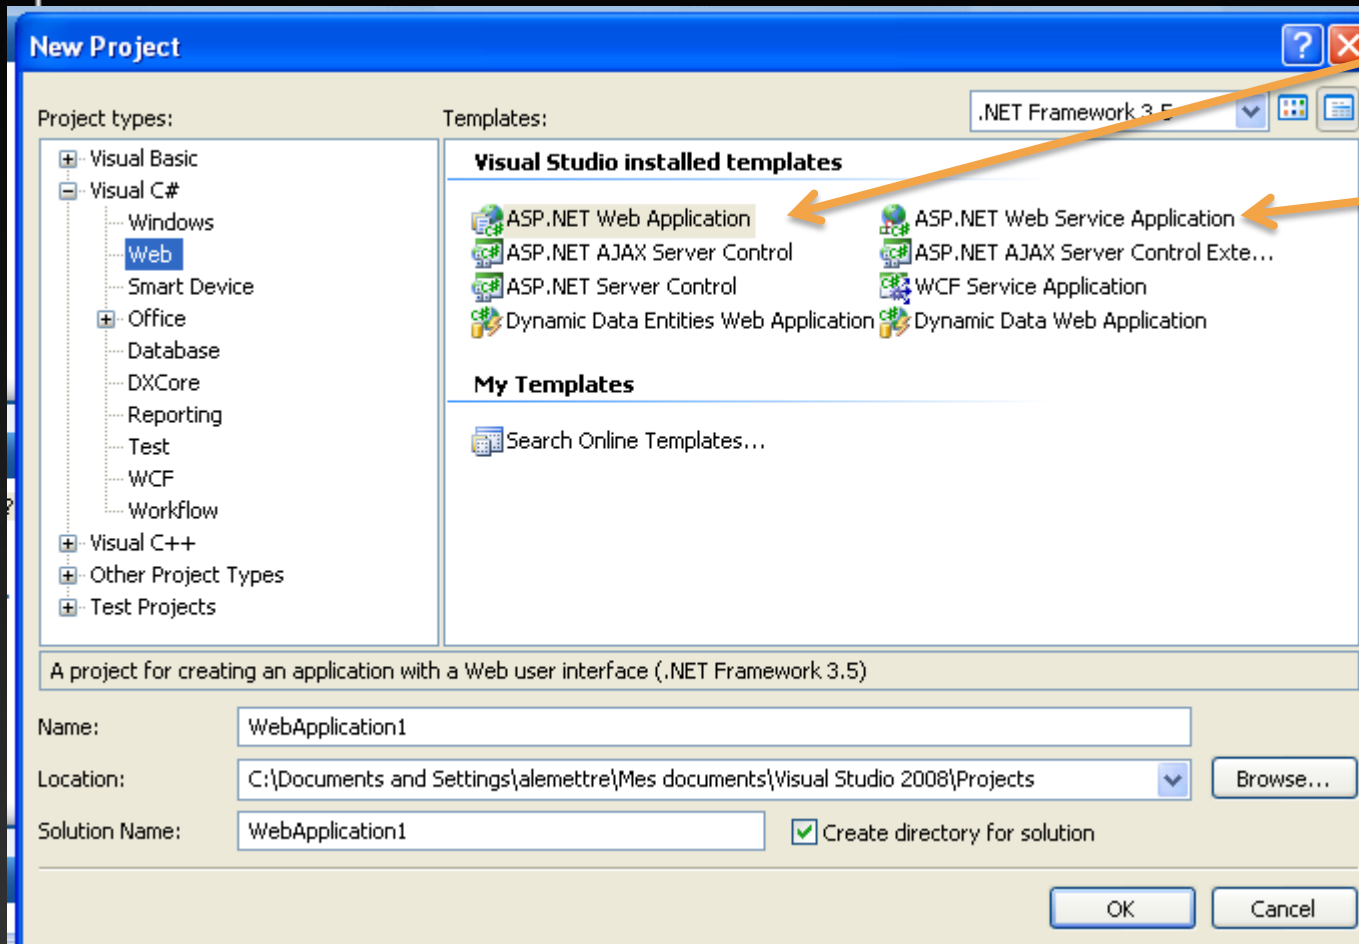 New Project
Project types:
Templates:
.NET Framework 3.5
Visual Basic
Visual C#
Windows
Web
Smart Device
Office
Database
DXCore
Reporting
Test
WCF
Workflow
Visual C++
Other Project Types
Test Projects
Visual Studio installed templates
ASP.NET Web Application
ASP.NET Web Service Application
ASP.NET AJAX Server Control
ASP.NET AJAX Server Control Exte...
ASP.NET Server Control
WCF Service Application
Dynamic Data Entities Web Application
Dynamic Data Web Application
My Templates
Search Online Templates...
A project for creating an application with a Web user interface (.NET Framework 3.5)
Name:
WebApplication1
Location:
C:\Documents and Settings\alemettre\Mes documents\Visual Studio 2008\Projects
Browse...
Solution Name:
WebApplication1
Create directory for solution
OK
Cancel